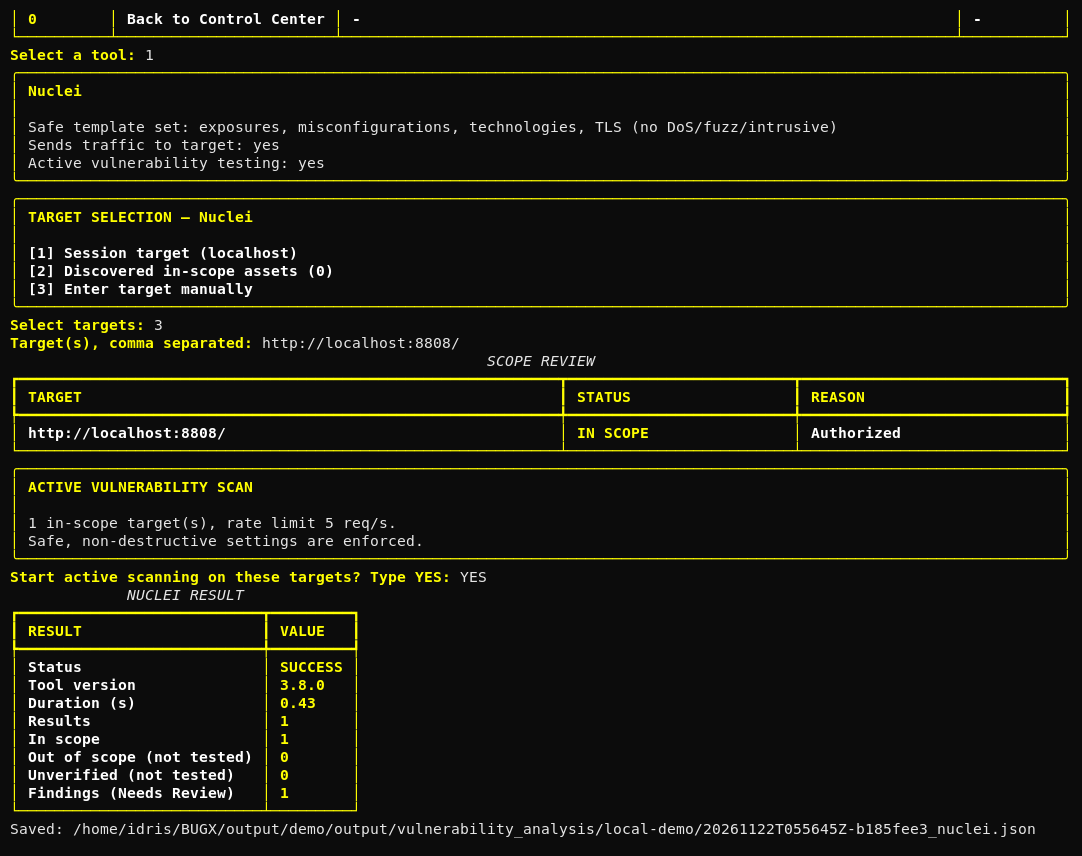 0 Back to Control Center - -
Select a tool: 1
Nuclei
Safe template set: exposures, misconfigurations, technologies, TLS (no DoS/fuzz/intrusive)
Sends traffic to target: yes
Active vulnerability testing: yes
TARGET SELECTION — Nuclei
[1] Session target (localhost)
[2] Discovered in-scope assets (0)
[3] Enter target manually
Select targets: 3
Target(s), comma separated: http://localhost:8808/
SCOPE REVIEW
TARGET STATUS REASON
http://localhost:8808/ IN SCOPE Authorized
ACTIVE VULNERABILITY SCAN
1 in-scope target(s), rate limit 5 req/s.
Safe, non-destructive settings are enforced.
Start active scanning on these targets? Type YES: YES
NUCLEI RESULT
RESULT VALUE
Status SUCCESS
Tool version 3.8.0
Duration (s) 0.43
Results 1
In scope 1
Out of scope (not tested) 0
Unverified (not tested) 0
Findings (Needs Review) 1
Saved: /home/idris/BUGX/output/demo/output/vulnerability_analysis/local-demo/20261122T055645Z-b185fee3_nuclei.json